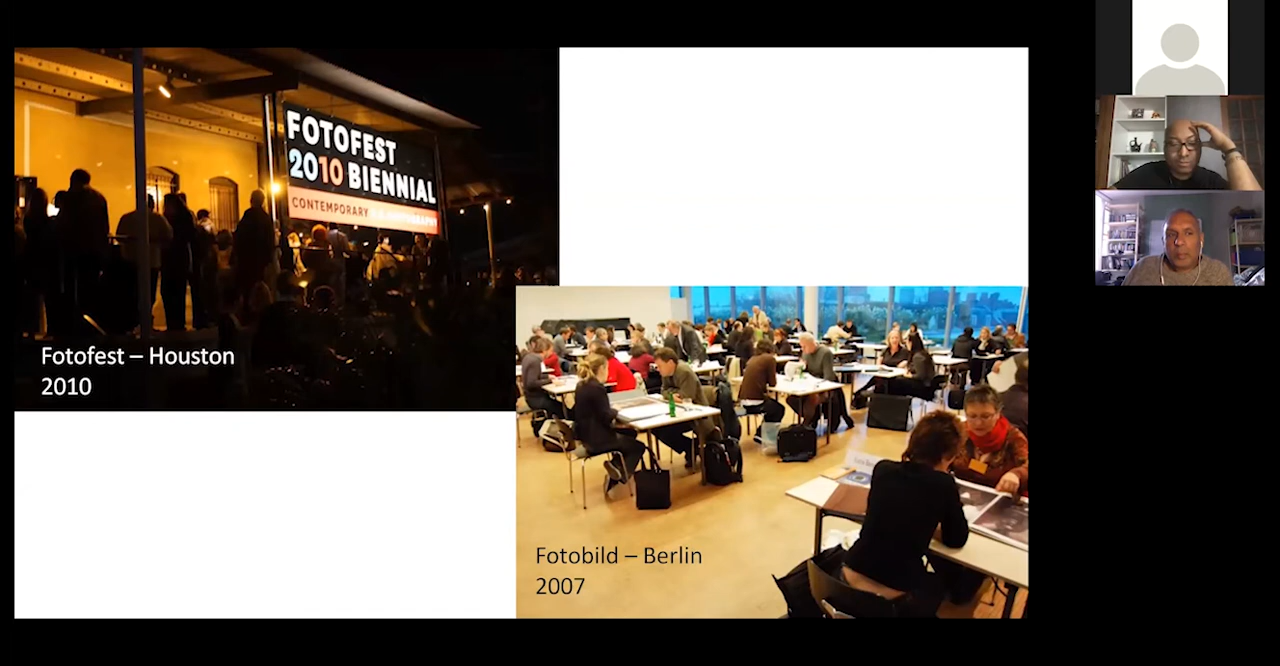 FOTOFEST
2010 BIENNIAL
CONTEMPORARY
Fotofest – Houston
2010
Fotobild – Berlin
2007